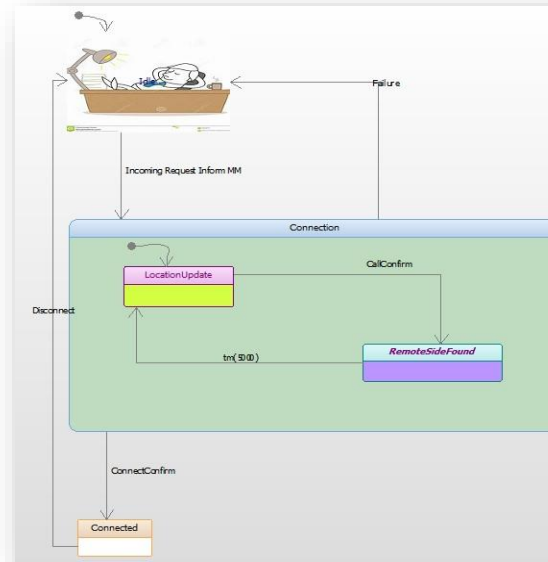 Idle
Failure
Incoming Request Inform MM
Connection
LocationUpdate
CallConfirm
Disconnect
RemoteSideFound
tm(5000)
ConnectConfirm
Connected